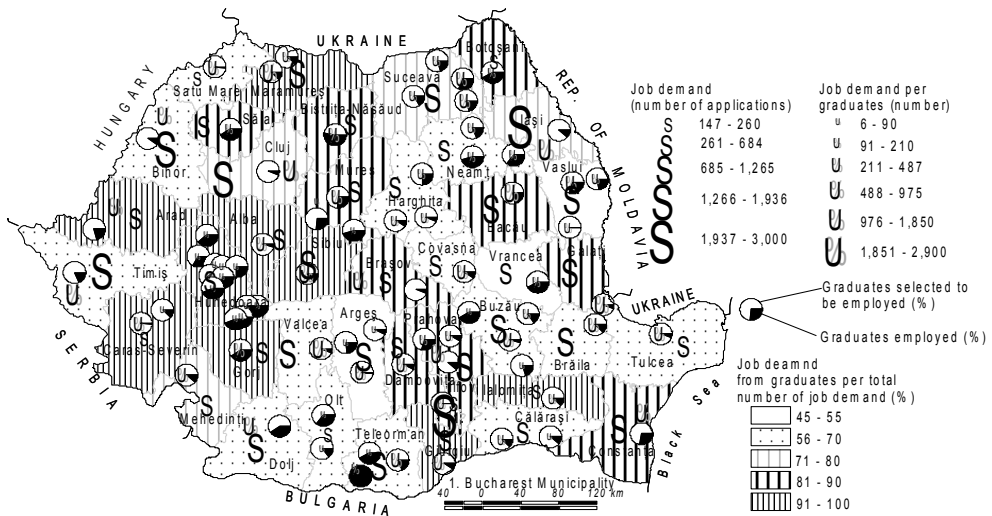 UKRAINE
HUNGARY
REP. OF MOLDAVIA
Botoşani
Suceava
Satu Mare
Maramureş
Bistriţa-Năsăud
Iaşi
Sălaj
Cluj
Bihor
Neamţ
Vaslui
Mureş
Harghita
Bacău
Arab
Alba
Sibiu
Covasna
Vrancea
Galaţi
Timiş
Braşov
Hunedoara
UKRAINE
Buzău
Argeş
Prahova
Vâlcea
Caraş-Severin
Gorj
Brăila
Tulcea
Dâmboviţa
Ilfov
Ialomiţa
SERBIA
Mehedinţi
Olt
Călăraşi
Teleorman
Dolj
Giurgiu
Constanţa
Black Sea
BULGARIA
1. Bucharest Municipality
40 0 40 80 120 km
Job demand
(number of applications)
S 147 - 260
S 261 - 684
S 685 - 1,265
S 1,266 - 1,936
S 1,937 - 3,000
Job demand per
graduates (number)
U 6 - 90
U 91 - 210
U 211 - 487
U 488 - 975
U 976 - 1,850
U 1,851 - 2,900
Graduates selected to
be employed (%)
Graduates employed (%)
Job deamnd
from graduates per total
number of job demand (%)
45 - 55
56 - 70
71 - 80
81 - 90
91 - 100